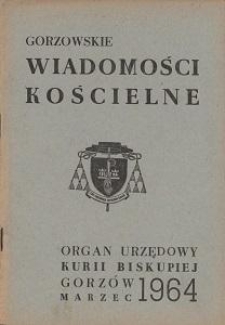 GORZOWSKIE
WIADOMOŚCI
KOŚCIELNE
ORGAN URZĘDOWY
KURII BISKUPIEJ
GORZÓW
MARZEC 1964